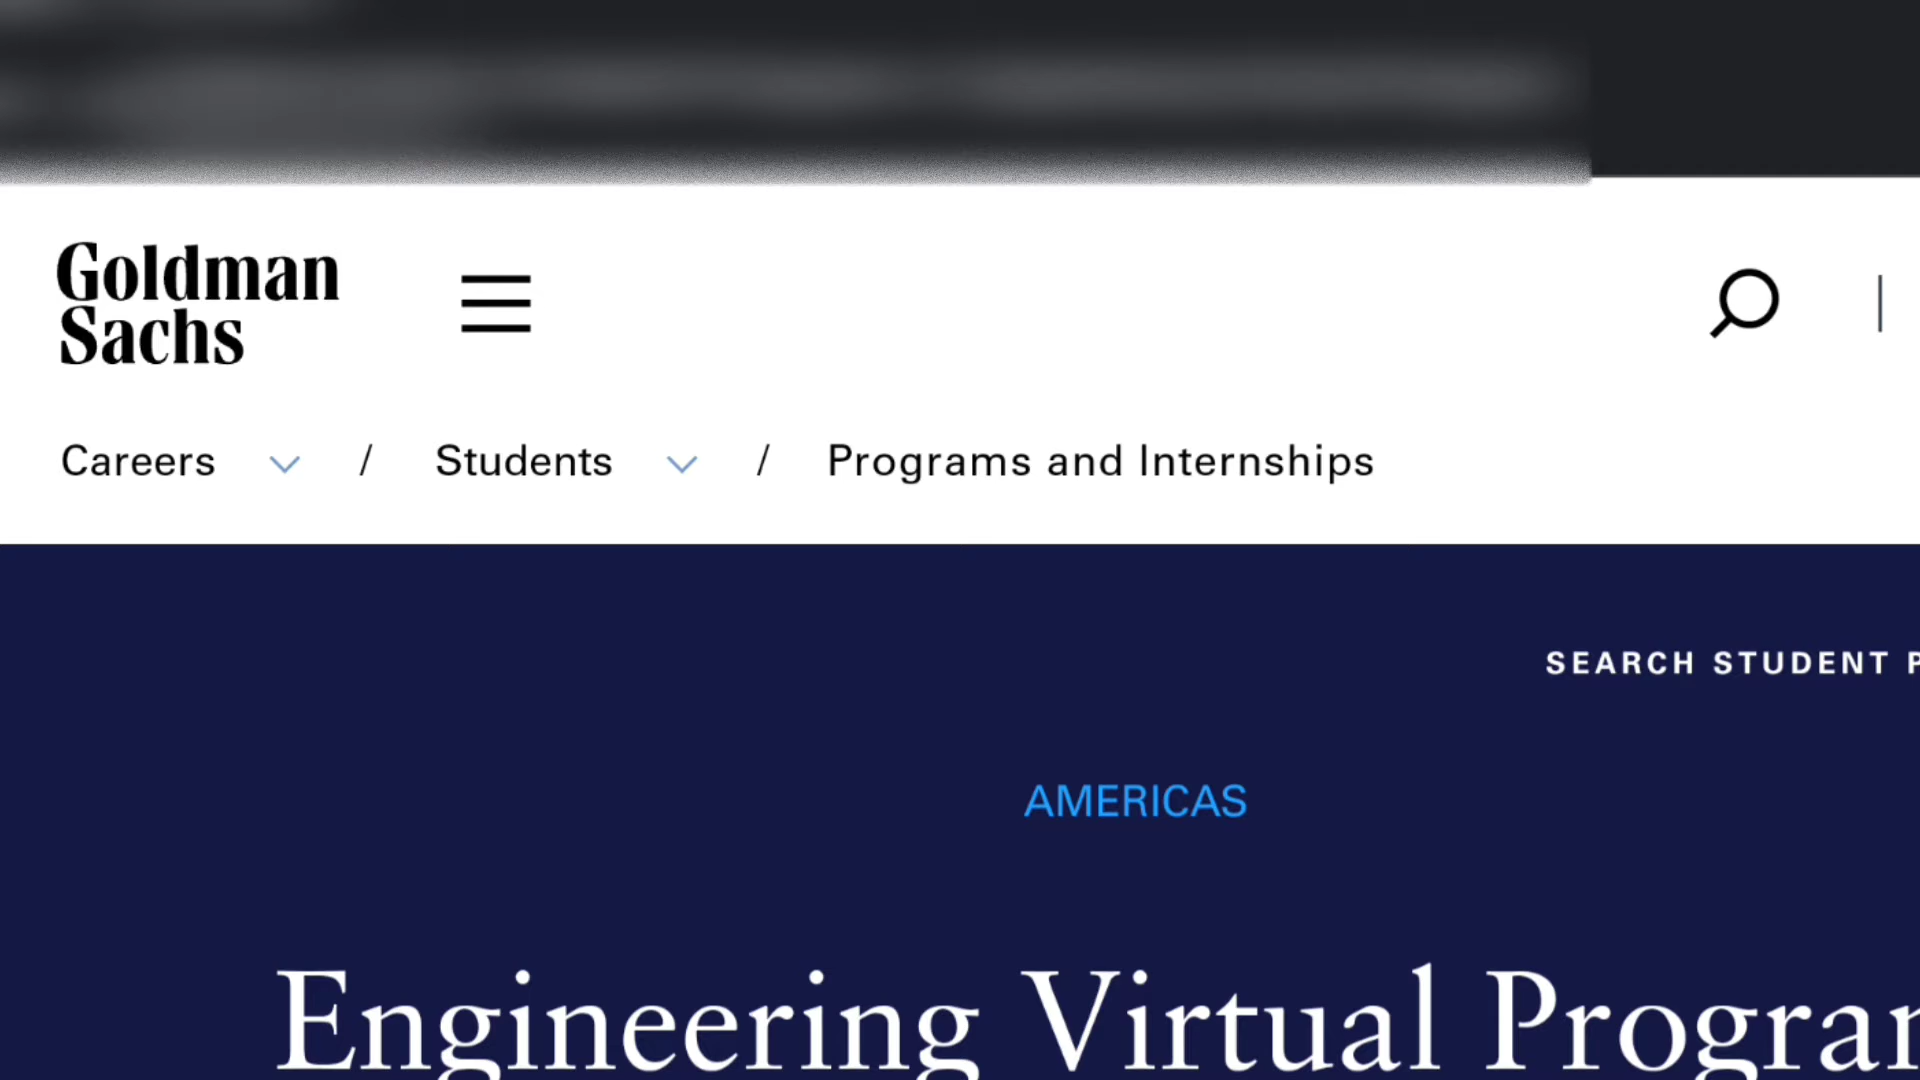 Goldman
Sachs
Careers / Students / Programs and Internships
SEARCH STUDENT
AMERICAS
Engineering Virtual